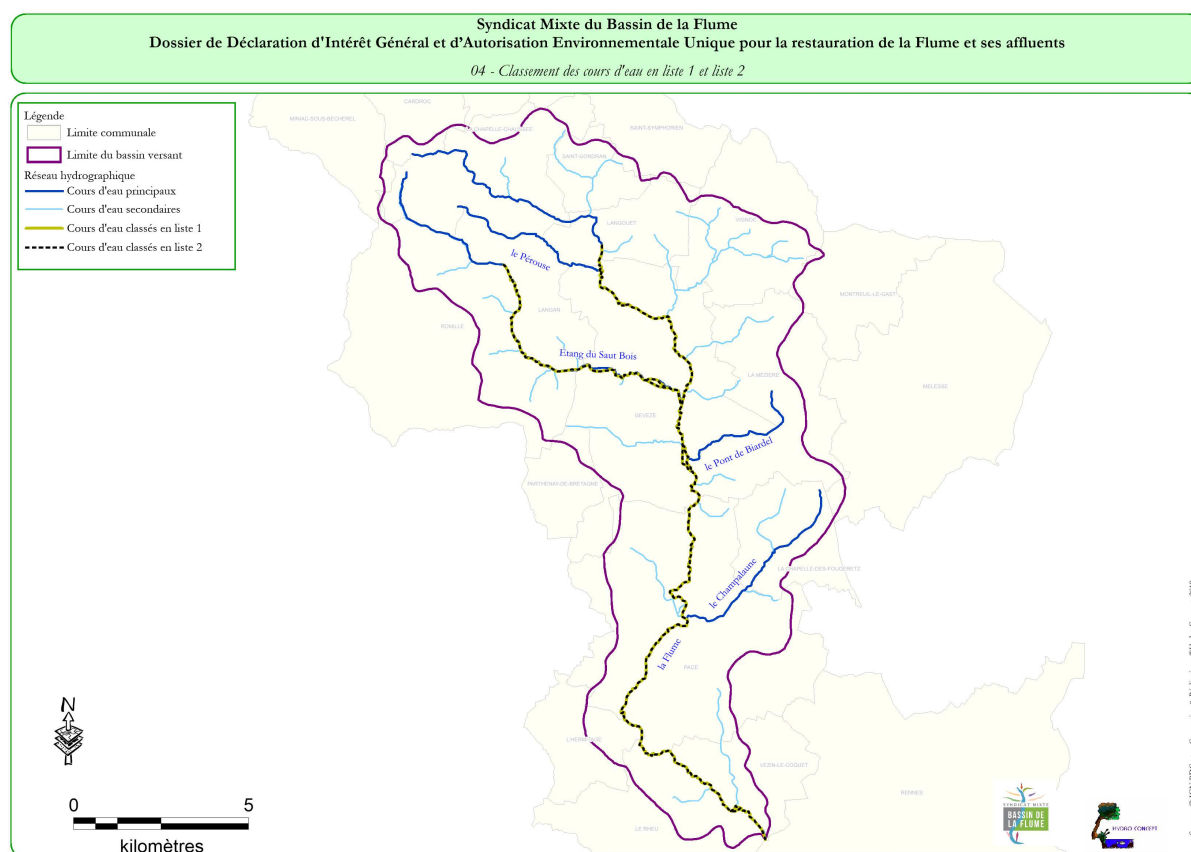 Syndicat Mixte du Bassin de la Flume
Dossier de Déclaration d'Intérêt Général et d'Autorisation Environnementale Unique pour la restauration de la Flume et ses affluents
04 - Classement des cours d'eau en liste 1 et liste 2
Légende
Limite communale
Limite du bassin versant
Réseau hydrographique
Cours d'eau principaux
Cours d'eau secondaires
Cours d'eau classés en liste 1
Cours d'eau classés en liste 2
CARDROC
MINIAC-SOUS-BECHEREL
LA CHAPELLE-CHAUSSEE
SAINT-SYMPHORIEN
SAINT-GONDRAN
LANGOUET
VIGNOC
le Pérouse
MONTREUIL-LE-GAST
LANGAN
ROMILLE
Etang du Saut Bois
LA MEZIERE
MELESSE
GEVEZE
le Pont de Biardel
PARTHENAY-DE-BRETAGNE
LA CHAPELLE-DES-FOUGERETZ
le Champalaune
la Flume
PACE
L'HERMITAGE
VEZIN-LE-COQUET
RENNES
LE RHEU
N
0 5
kilomètres
SYNDICAT MIXTE
BASSIN DE
LA FLUME
HYDRO CONCEPT